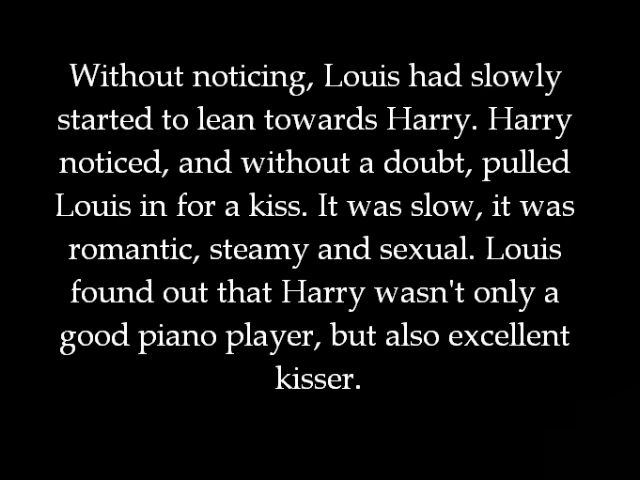 Without noticing, Louis had slowly
started to lean towards Harry. Harry
noticed, and without a doubt, pulled
Louis in for a kiss. It was slow, it was
romantic, steamy and sexual. Louis
found out that Harry wasn't only a
good piano player, but also excellent
kisser.